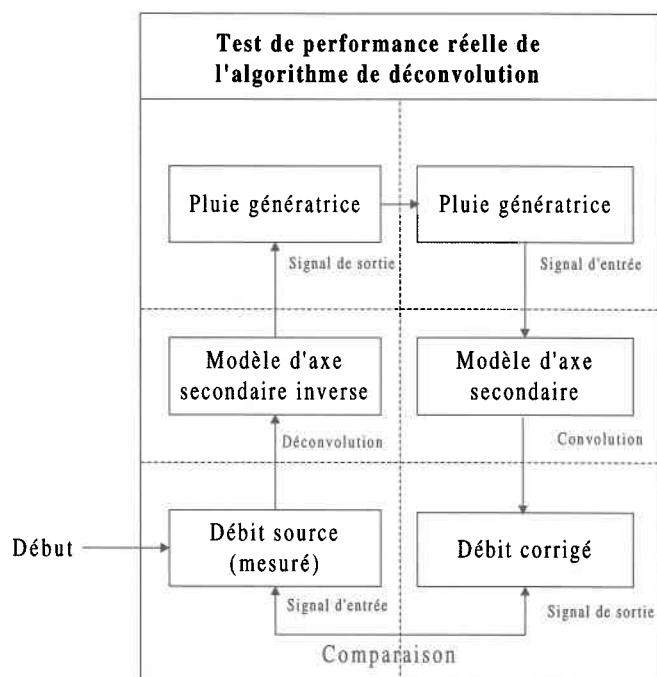 Test de performance réelle de
l'algorithme de déconvolution
Pluie génératrice
Pluie génératrice
Signal de sortie
Signal d'entrée
Modèle d'axe
secondaire inverse
Modèle d'axe
secondaire
Déconvolution
Convolution
Début
Débit source
(mesuré)
Débit corrigé
Signal d'entrée
Signal de sortie
Comparaison